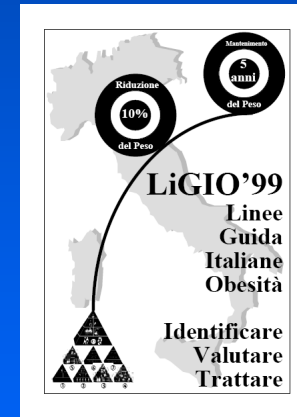 Mantenimento
5
anni
del Peso
Riduzione
10%
del Peso
LiGIO’99
Linee
Guida
Italiane
Obesità
Identificare
Valutare
Trattare